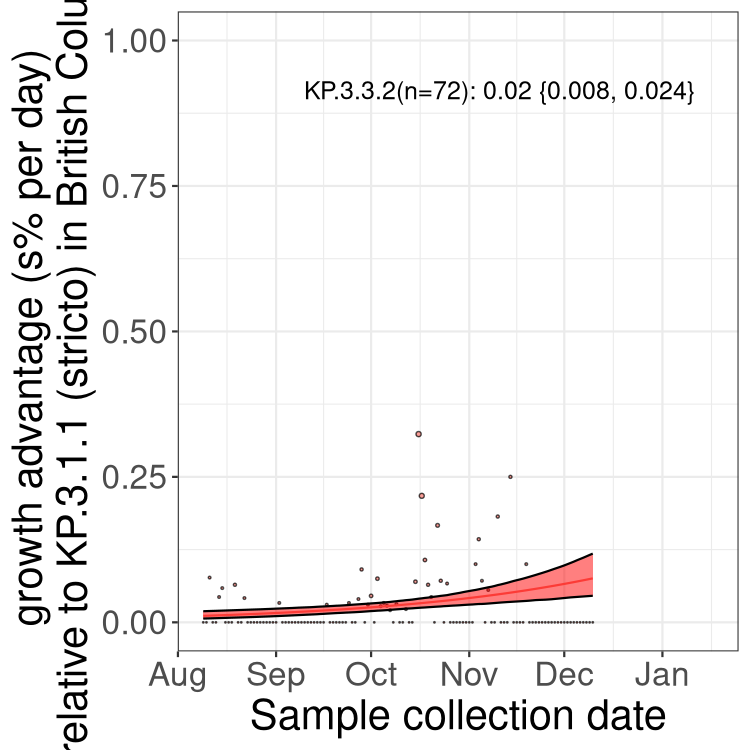 growth advantage (s% per day)
relative to KP.3.1.1 (stricto) in British Colu
1.00
KP.3.3.2(n=72): 0.02 {0.008, 0.024}
0.75
0.50
0.25
0.00
Aug Sep Oct Nov Dec Jan
Sample collection date